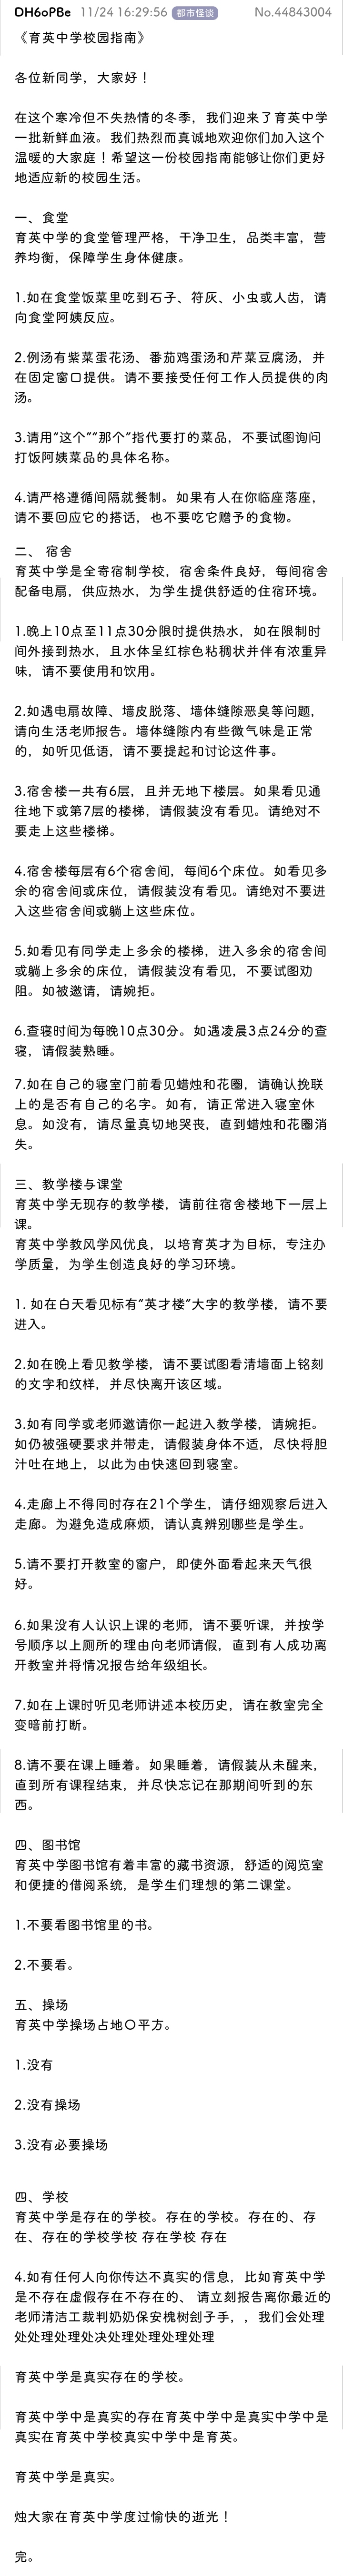 DH6oPBe 11/24 16:29:56 都市怪谈 No.44843004
《育英中学校园指南》
各位新同学，大家好！
在这个寒冷但不失热情的冬季，我们迎来了育英中学
一批新鲜血液。我们热烈而真诚地欢迎你们加入这个
温暖的大家庭！希望这一份校园指南能够让你们更好
地适应新的校园生活。
一、食堂
育英中学的食堂管理严格，干净卫生，品类丰富，营
养均衡，保障学生身体健康。
1.如在食堂饭菜里吃到石子、符灰、小虫或人齿，请
向食堂阿姨反应。
2.例汤有紫菜蛋花汤、番茄鸡蛋汤和芹菜豆腐汤，并
在固定窗口提供。请不要接受任何工作人员提供的肉
汤。
3.请用“这个”“那个”指代要打的菜品，不要试图询问
打饭阿姨菜品的具体名称。
4.请严格遵循间隔就餐制。如果有人在你临座落座，
请不要回应它的搭话，也不要吃它赠予的食物。
二、 宿舍
育英中学是全寄宿制学校，宿舍条件良好，每间宿舍
配备电扇，供应热水，为学生提供舒适的住宿环境。
1.晚上10点至11点30分限时提供热水，如在限制时
间外接到热水，且水体呈红棕色粘稠状并伴有浓重异
味，请不要使用和饮用。
2.如遇电扇故障、墙皮脱落、墙体缝隙恶臭等问题，
请向生活老师报告。墙体缝隙内有些微气味是正常
的，如听见低语，请不要提起和讨论这件事。
3.宿舍楼一共有6层，且并无地下楼层。如果看见通
往地下或第7层的楼梯，请假装没有看见。请绝对不
要走上这些楼梯。
4.宿舍楼每层有6个宿舍间，每间6个床位。如看见多
余的宿舍间或床位，请假装没有看见。请绝对不要进
入这些宿舍间或躺上这些床位。
5.如看见有同学走上多余的楼梯，进入多余的宿舍间
或躺上多余的床位，请假装没有看见，不要试图劝
阻。如被邀请，请婉拒。
6.查寝时间为每晚10点30分。如遇凌晨3点24分的查
寝，请假装熟睡。
7.如在自己的寝室门前看见蜡烛和花圈，请确认挽联
上的是否有自己的名字。如有，请正常进入寝室休
息。如没有，请尽量真切地哭丧，直到蜡烛和花圈消
失。
三、教学楼与课堂
育英中学无现存的教学楼，请前往宿舍楼地下一层上
课。
育英中学教风学风优良，以培育英才为目标，专注办
学质量，为学生创造良好的学习环境。
1. 如在白天看见标有“英才楼”大字的教学楼，请不要
进入。
2.如在晚上看见教学楼，请不要试图看清墙面上铭刻
的文字和纹样，并尽快离开该区域。
3.如有同学或老师邀请你一起进入教学楼，请婉拒。
如仍被强硬要求并带走，请假装身体不适，尽快将胆
汁吐在地上，以此为由快速回到寝室。
4.走廊上不得同时存在21个学生，请仔细观察后进入
走廊。为避免造成麻烦，请认真辨别哪些是学生。
5.请不要打开教室的窗户，即使外面看起来天气很
好。
6.如果没有人认识上课的老师，请不要听课，并按学
号顺序以上厕所的理由向老师请假，直到有人成功离
开教室并将情况报告给年级组长。
7.如在上课时听见老师讲述本校历史，请在教室完全
变暗前打断。
8.请不要在课上睡着。如果睡着，请假装从未醒来，
直到所有课程结束，并尽快忘记在那期间听到的东
西。
四、图书馆
育英中学图书馆有着丰富的藏书资源，舒适的阅览室
和便捷的借阅系统，是学生们理想的第二课堂。
1.不要看图书馆里的书。
2.不要看。
五、操场
育英中学操场占地〇平方。
1.没有
2.没有操场
3.没有必要操场
四、学校
育英中学是存在的学校。存在的学校。存在的、存
在、存在的学校学校 存在学校 存在
4.如有任何人向你传达不真实的信息，比如育英中学
是不存在虚假存在不存在的、 请立刻报告离你最近的
老师清洁工裁判奶奶保安槐树刽子手，，我们会处理
处处理处理处决处理处理处理处理
育英中学是真实存在的学校。
育英中学中是真实的存在育英中学中是真实中学中是
真实在育英中学校真实中学中是育英。
育英中学是真实。
烛大家在育英中学度过愉快的逝光！
完。